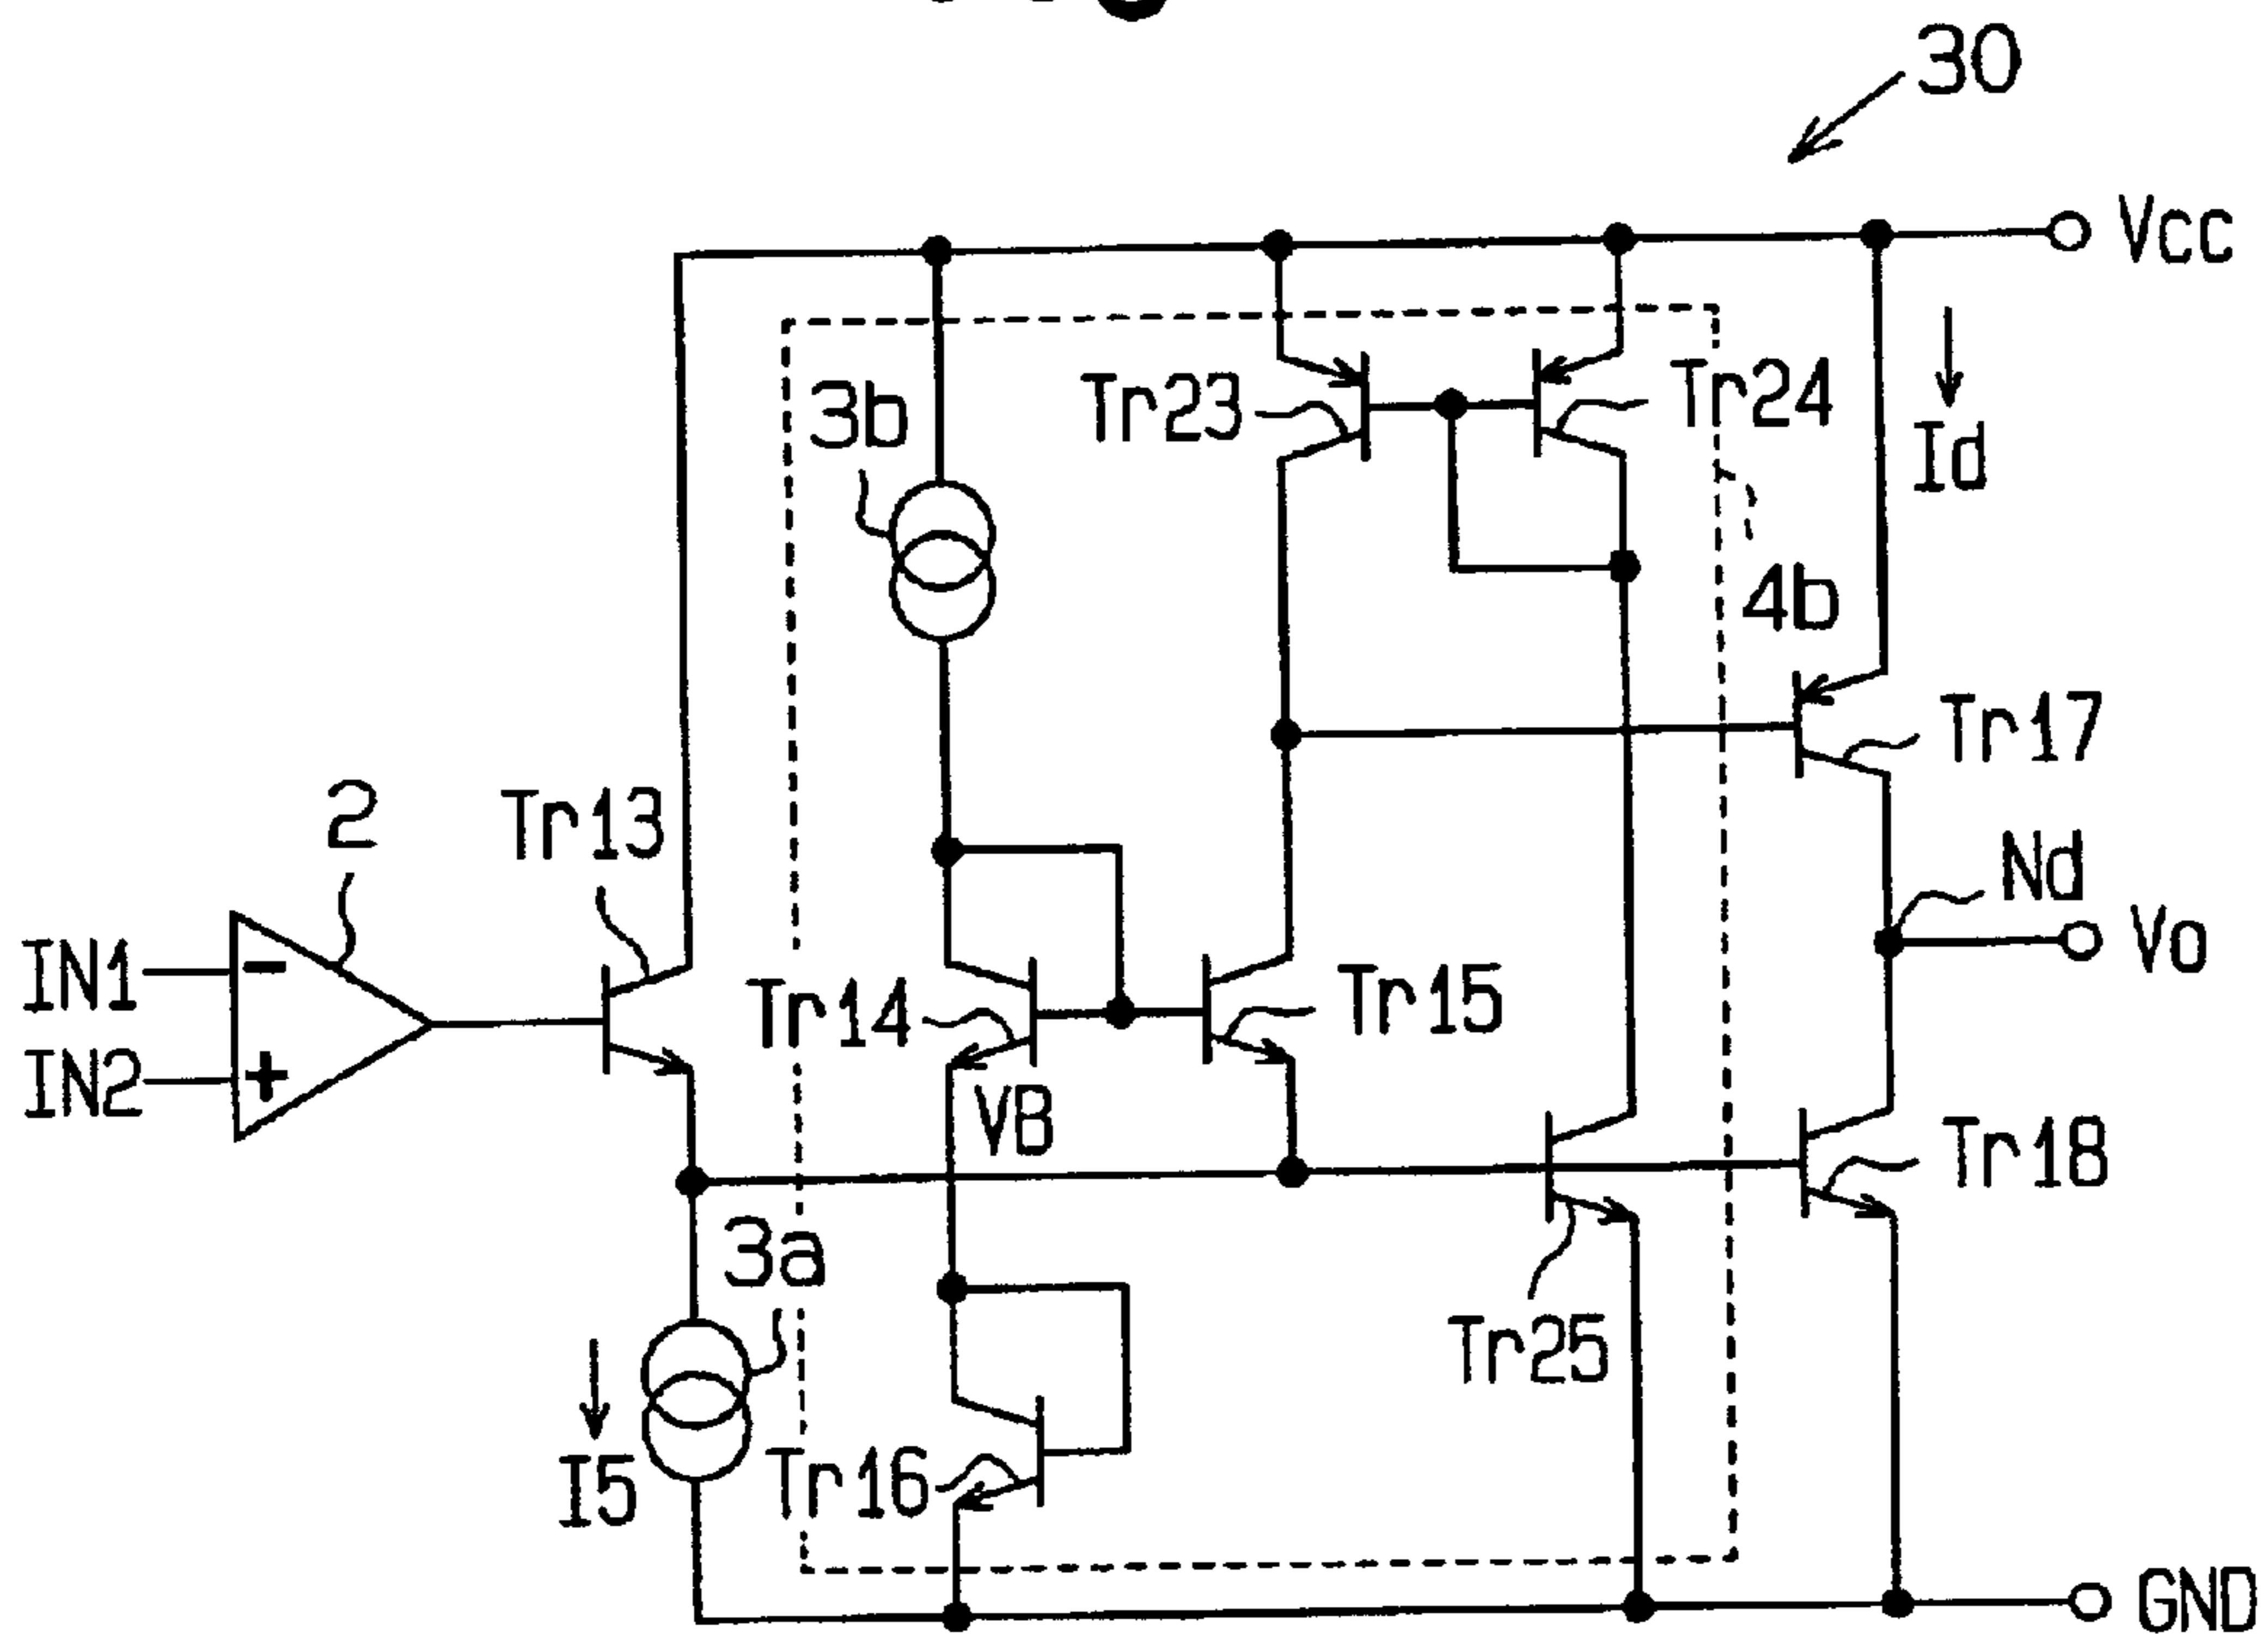 30
Vcc
3b
Tr23
Tr24
Id
4b
Tr17
2
Tr13
Nd
Vo
IN1
−
Tr14
Tr15
IN2
+
VB
Tr18
3a
Tr25
I5
Tr16
GND